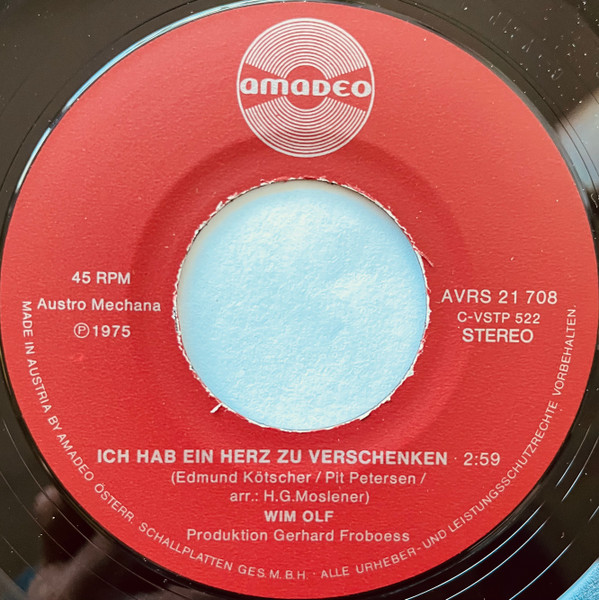 amadeo
45 RPM
Austro Mechana
Ⓟ 1975
AVRS 21 708
C-VSTP 522
STEREO
ICH HAB EIN HERZ ZU VERSCHENKEN · 2:59
(Edmund Kötscher / Pit Petersen /
arr.: H.G.Moslener)
WIM OLF
Produktion Gerhard Froboess
MADE IN AUSTRIA BY AMADEO ÖSTERR. SCHALLPLATTEN GES.M.B.H. · ALLE URHEBER- UND LEISTUNGSSCHUTZRECHTE VORBEHALTEN.